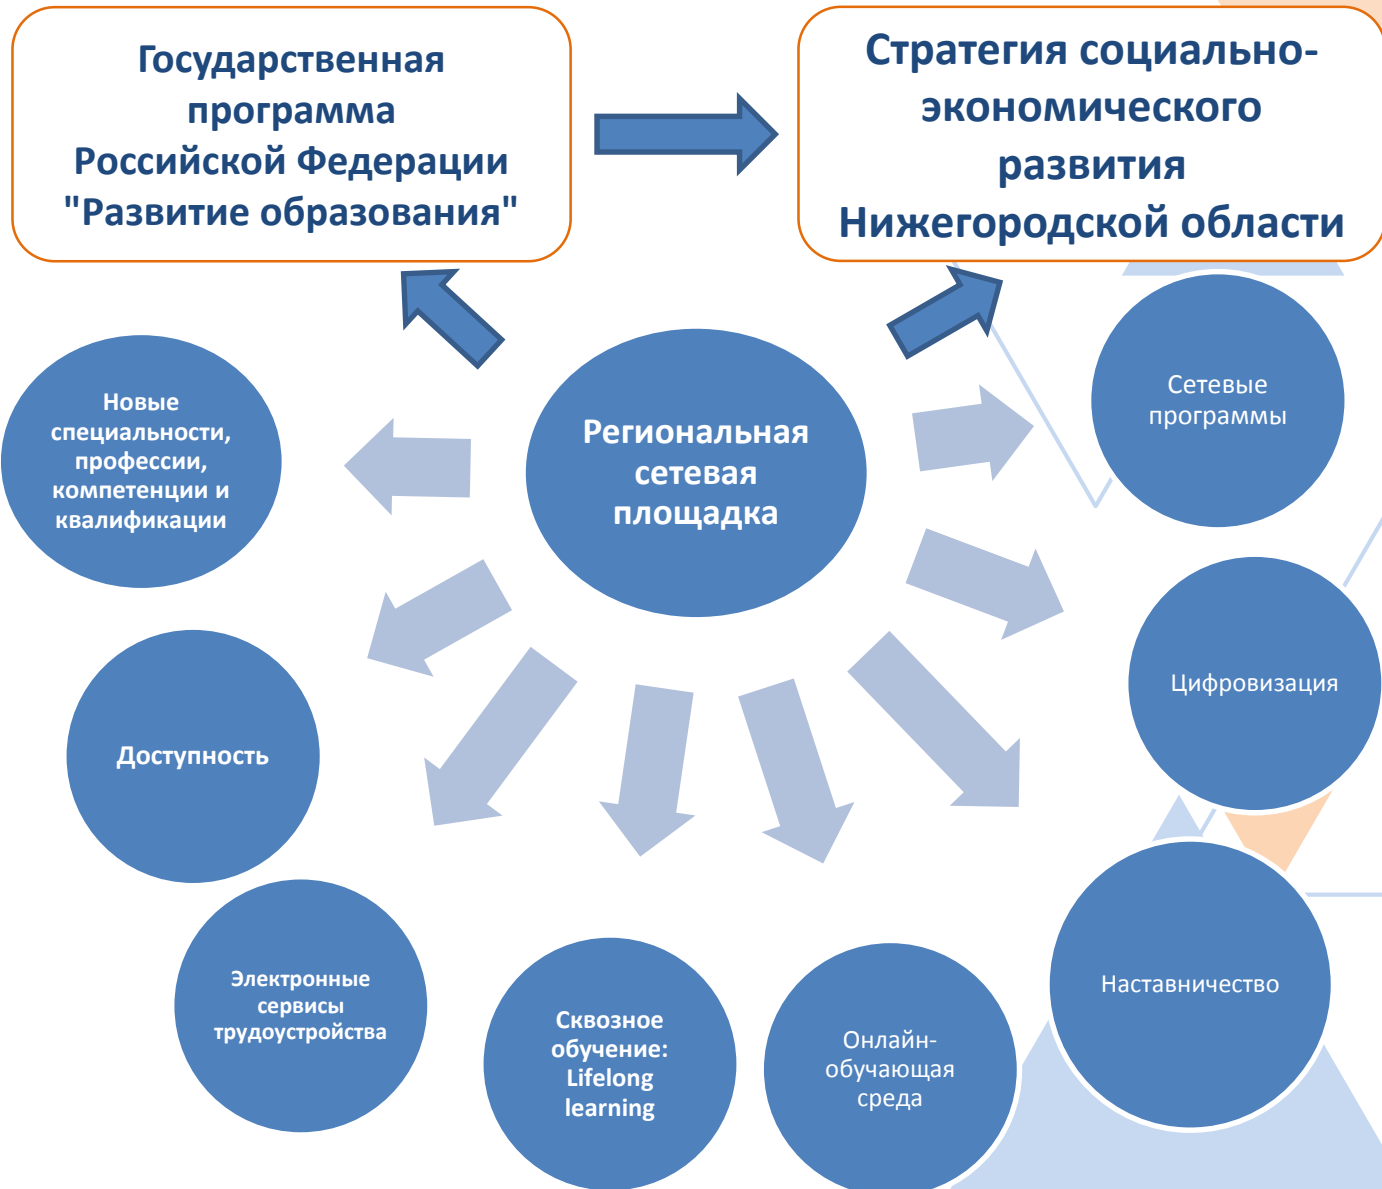 Государственная
программа
Российской Федерации
"Развитие образования"
Стратегия социально-
экономического
развития
Нижегородской области
Региональная
сетевая
площадка
Новые
специальности,
профессии,
компетенции и
квалификации
Доступность
Электронные
сервисы
трудоустройства
Сквозное
обучение:
Lifelong
learning
Онлайн-
обучающая
среда
Наставничество
Цифровизация
Сетевые
программы